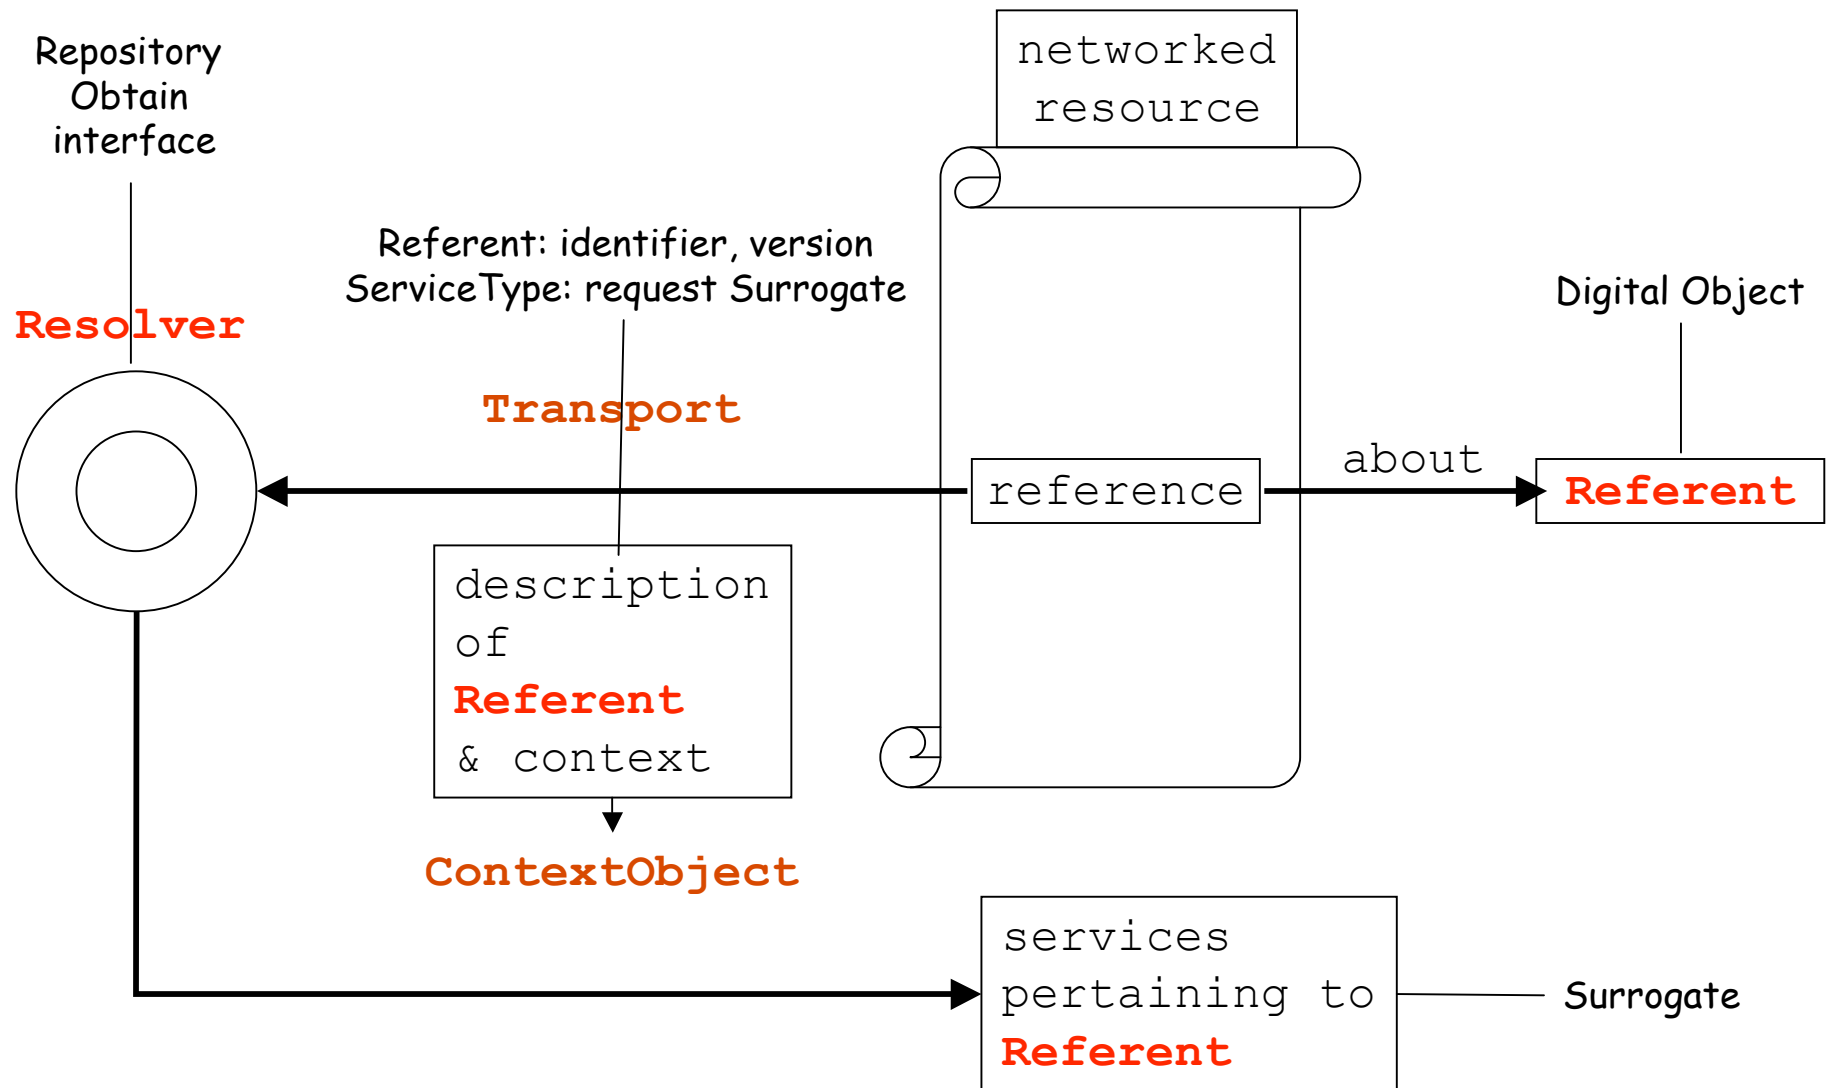 Repository
Obtain
interface
networked
resource
Referent: identifier, version
ServiceType: request Surrogate
Digital Object
Resolver
Transport
about
reference
Referent
description
of
Referent
& context
ContextObject
services
pertaining to
Referent
Surrogate